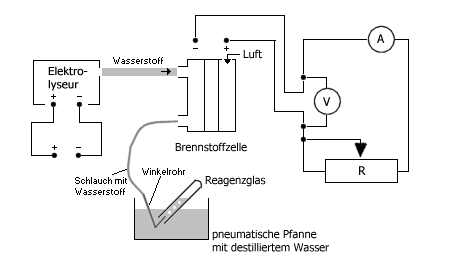 Wasserstoff
Luft
A
Elektro-
lyseur
+ -
- +
V
+ -
Brennstoffzelle
R
Schlauch mit
Wasserstoff
Winkelrohr
Reagenzglas
pneumatische Pfanne
mit destilliertem Wasser